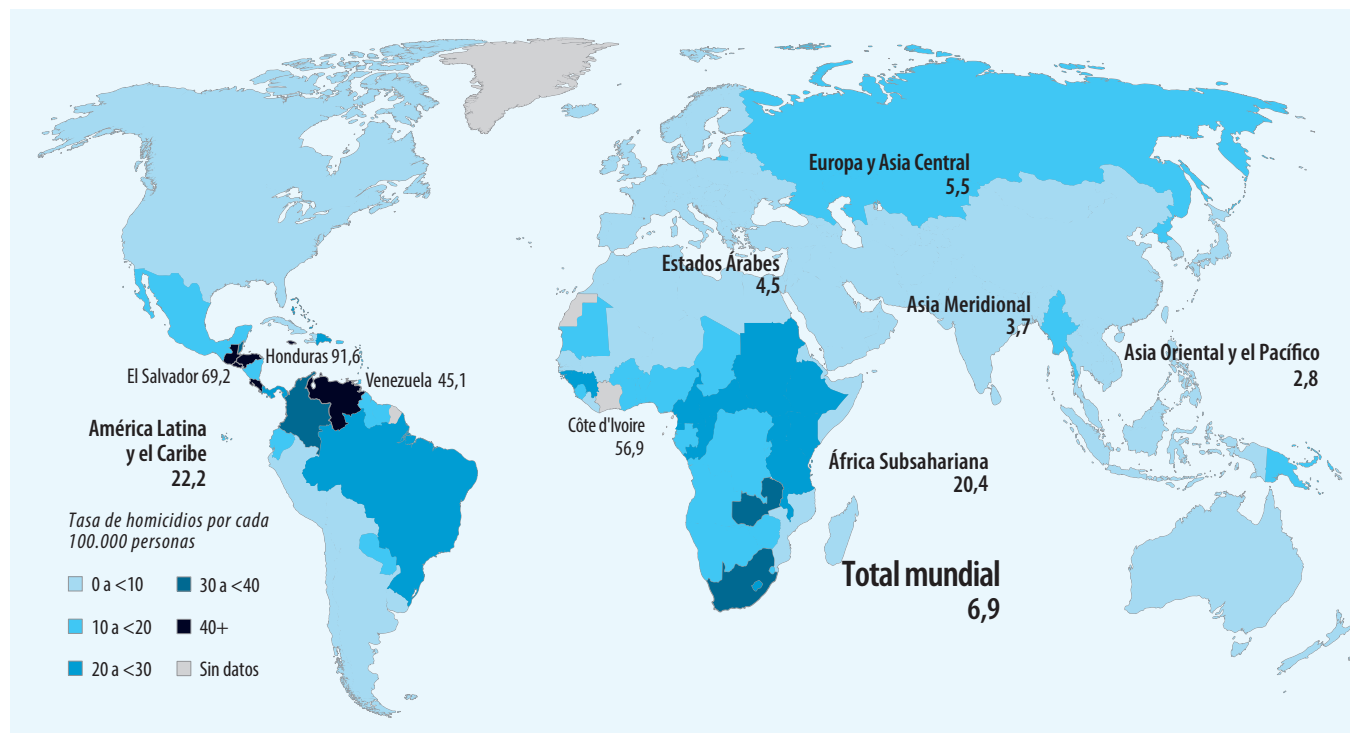 Europa y Asia Central
5,5
Estados Árabes
4,5
Asia Meridional
3,7
Asia Oriental y el Pacífico
2,8
Honduras 91,6
El Salvador 69,2
Venezuela 45,1
América Latina
y el Caribe
22,2
Côte d'Ivoire
56,9
África Subsahariana
20,4
Total mundial
6,9
Tasa de homicidios por cada
100.000 personas
0 a <10
10 a <20
20 a <30
30 a <40
40+
Sin datos